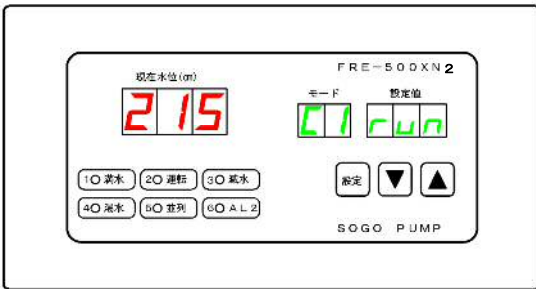 FRE-500XN2
現在水位(cm)
モード 設定値
215 C1 run
1○ 満水 2○ 運転 3○ 減水
設定 ▼ ▲
4○ 渇水 5○ 並列 6○ AL2
SOGO PUMP